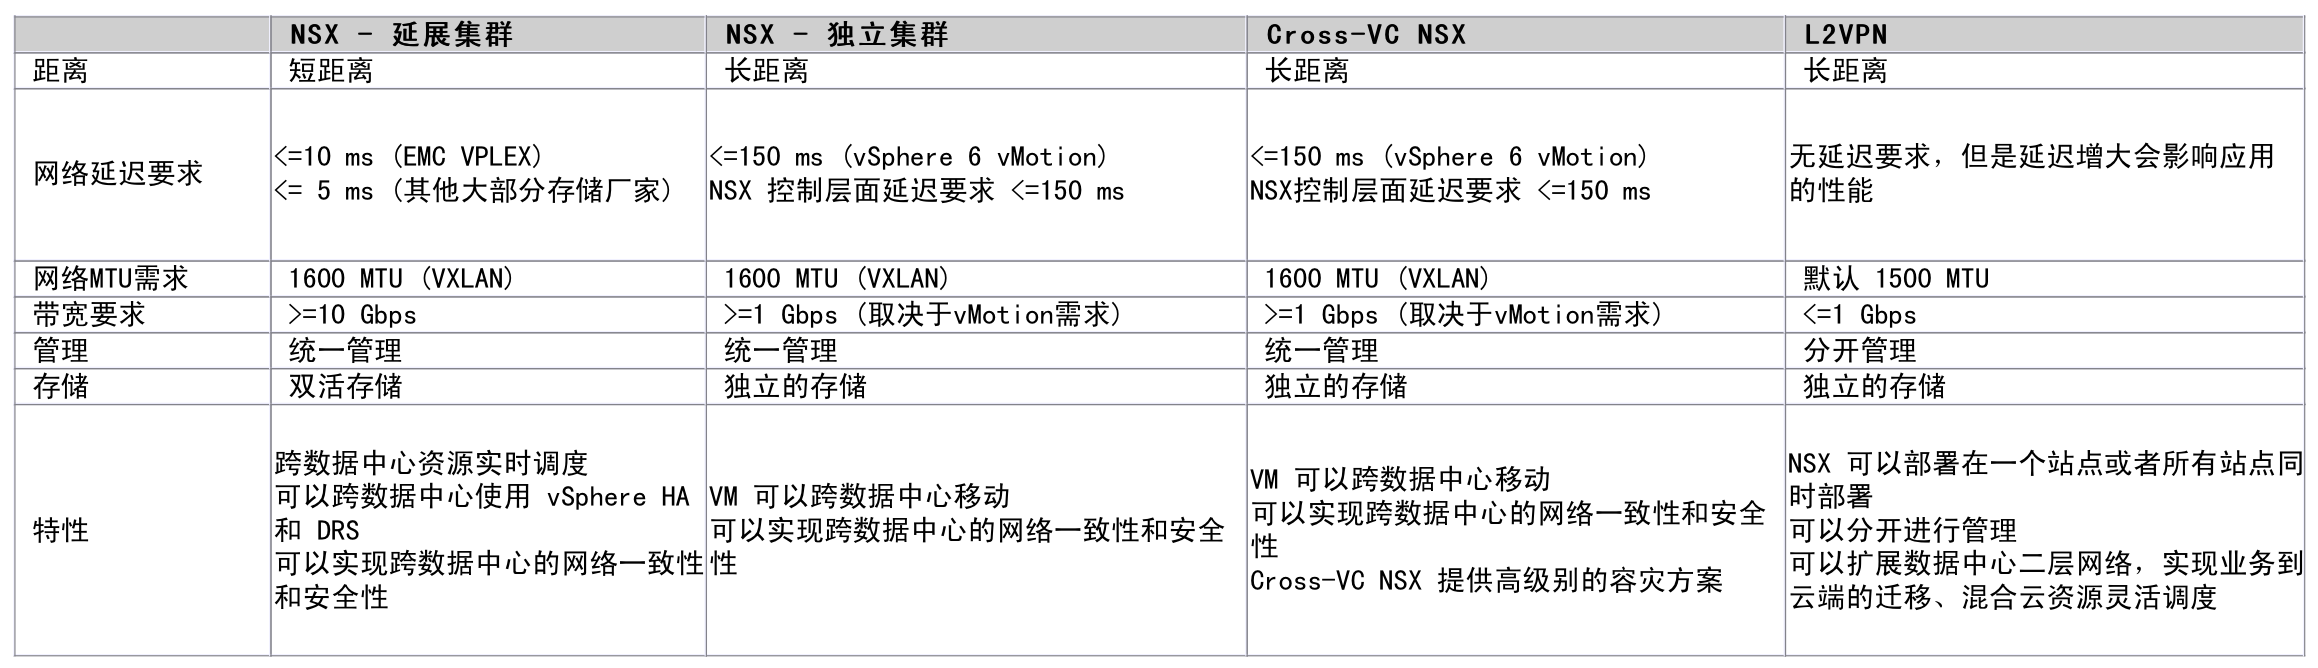 NSX - 延展集群
NSX - 独立集群
Cross-VC NSX
L2VPN
距离
短距离
长距离
长距离
长距离
网络延迟要求
<=10 ms (EMC VPLEX)
<= 5 ms (其他大部分存储厂家)
<=150 ms (vSphere 6 vMotion)
NSX 控制层面延迟要求 <=150 ms
<=150 ms (vSphere 6 vMotion)
NSX控制层面延迟要求 <=150 ms
无延迟要求，但是延迟增大会影响应用
的性能
网络MTU需求
1600 MTU (VXLAN)
1600 MTU (VXLAN)
1600 MTU (VXLAN)
默认 1500 MTU
带宽要求
>=10 Gbps
>=1 Gbps (取决于vMotion需求)
>=1 Gbps (取决于vMotion需求)
<=1 Gbps
管理
统一管理
统一管理
统一管理
分开管理
存储
双活存储
独立的存储
独立的存储
独立的存储
特性
跨数据中心资源实时调度
可以跨数据中心使用 vSphere HA
和 DRS
可以实现跨数据中心的网络一致性
和安全性
VM 可以跨数据中心移动
可以实现跨数据中心的网络一致性和安全
性
VM 可以跨数据中心移动
可以实现跨数据中心的网络一致性和安全
性
Cross-VC NSX 提供高级别的容灾方案
NSX 可以部署在一个站点或者所有站点同
时部署
可以分开进行管理
可以扩展数据中心二层网络，实现业务到
云端的迁移、混合云资源灵活调度